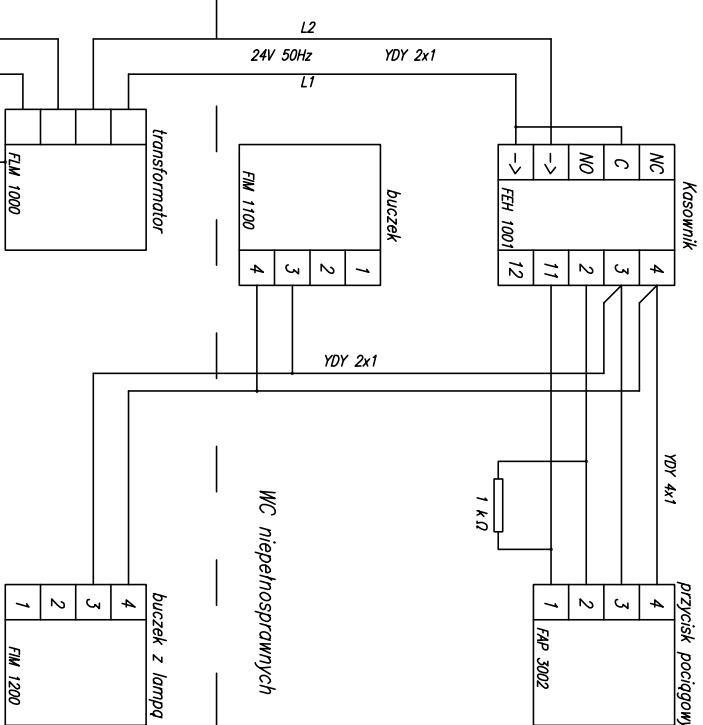 L2
24V 50Hz
YDY 2x1
L1
transformator
FLM 1000
buczek
FIM 1100
4
3
2
1
Kasownik
->
->
NO
C
NC
FEH 1001
12
11
2
3
4
YDY 2x1
YDY 4x1
1 k Ω
WC niepełnosprawnych
buczek z lampą
1
2
3
4
FIM 1200
przycisk pociągowy
1
2
3
4
FAP 3002